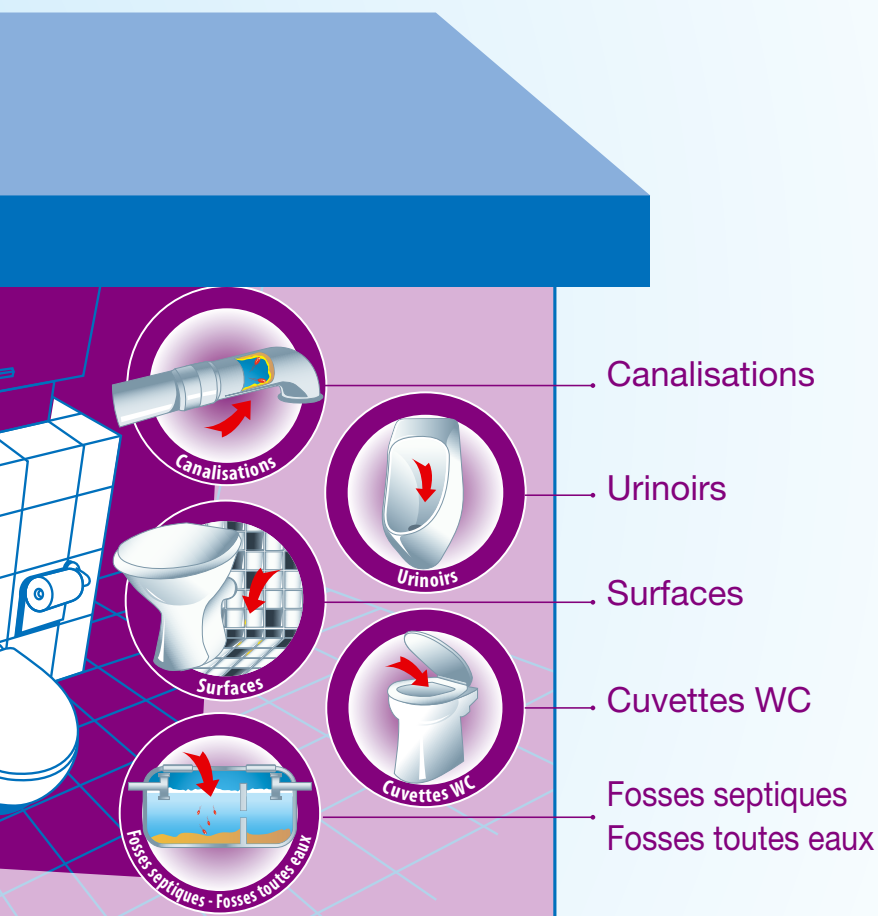 Canalisations
Canalisations
Urinoirs
Urinoirs
Surfaces
Surfaces
Cuvettes WC
Cuvettes WC
Fosses septiques
Fosses toutes eaux
Fosses septiques - Fosses toutes eaux